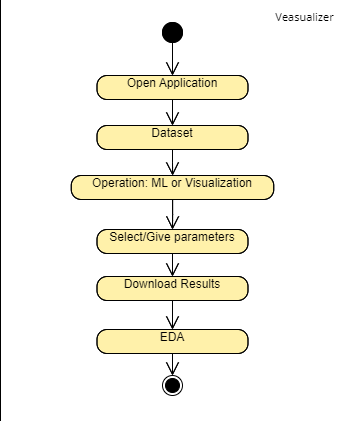 Veasualizer
Open Application
Dataset
Operation: ML or Visualization
Select/Give parameters
Download Results
EDA